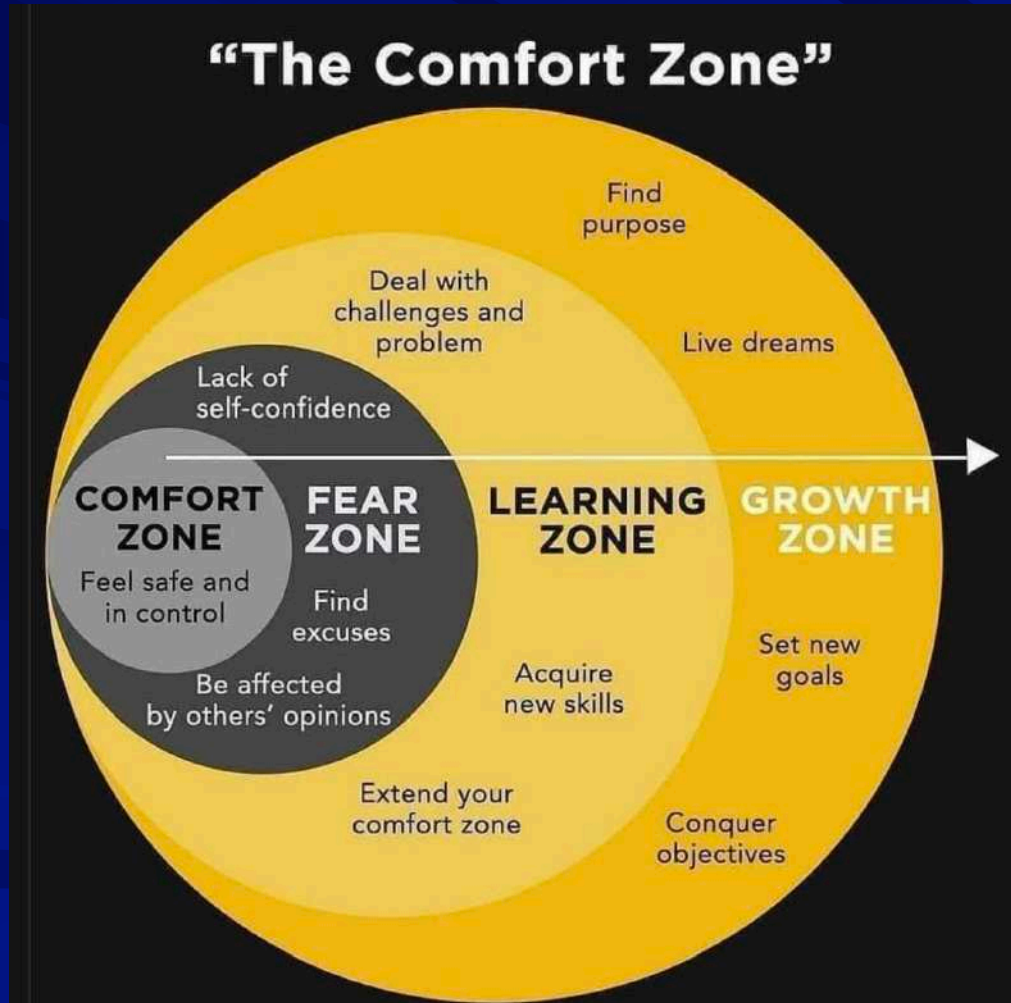 “The Comfort Zone”
Find
purpose
Deal with
challenges and
problem
Live dreams
Lack of
self-confidence
COMFORT
ZONE
Feel safe and
in control
FEAR
ZONE
Find
excuses
Be affected
by others’ opinions
LEARNING
ZONE
Acquire
new skills
Extend your
comfort zone
GROWTH
ZONE
Set new
goals
Conquer
objectives